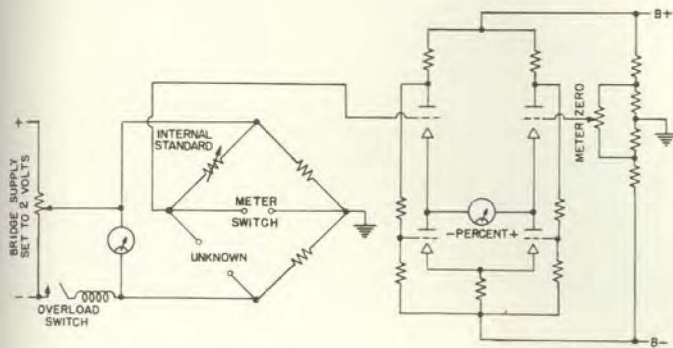 B+
INTERNAL
STANDARD
METER ZERO
+
BRIDGE SUPPLY
SET TO 2 VOLTS
METER
SWITCH
-PERCENT+
UNKNOWN
-
OVERLOAD
SWITCH
B-